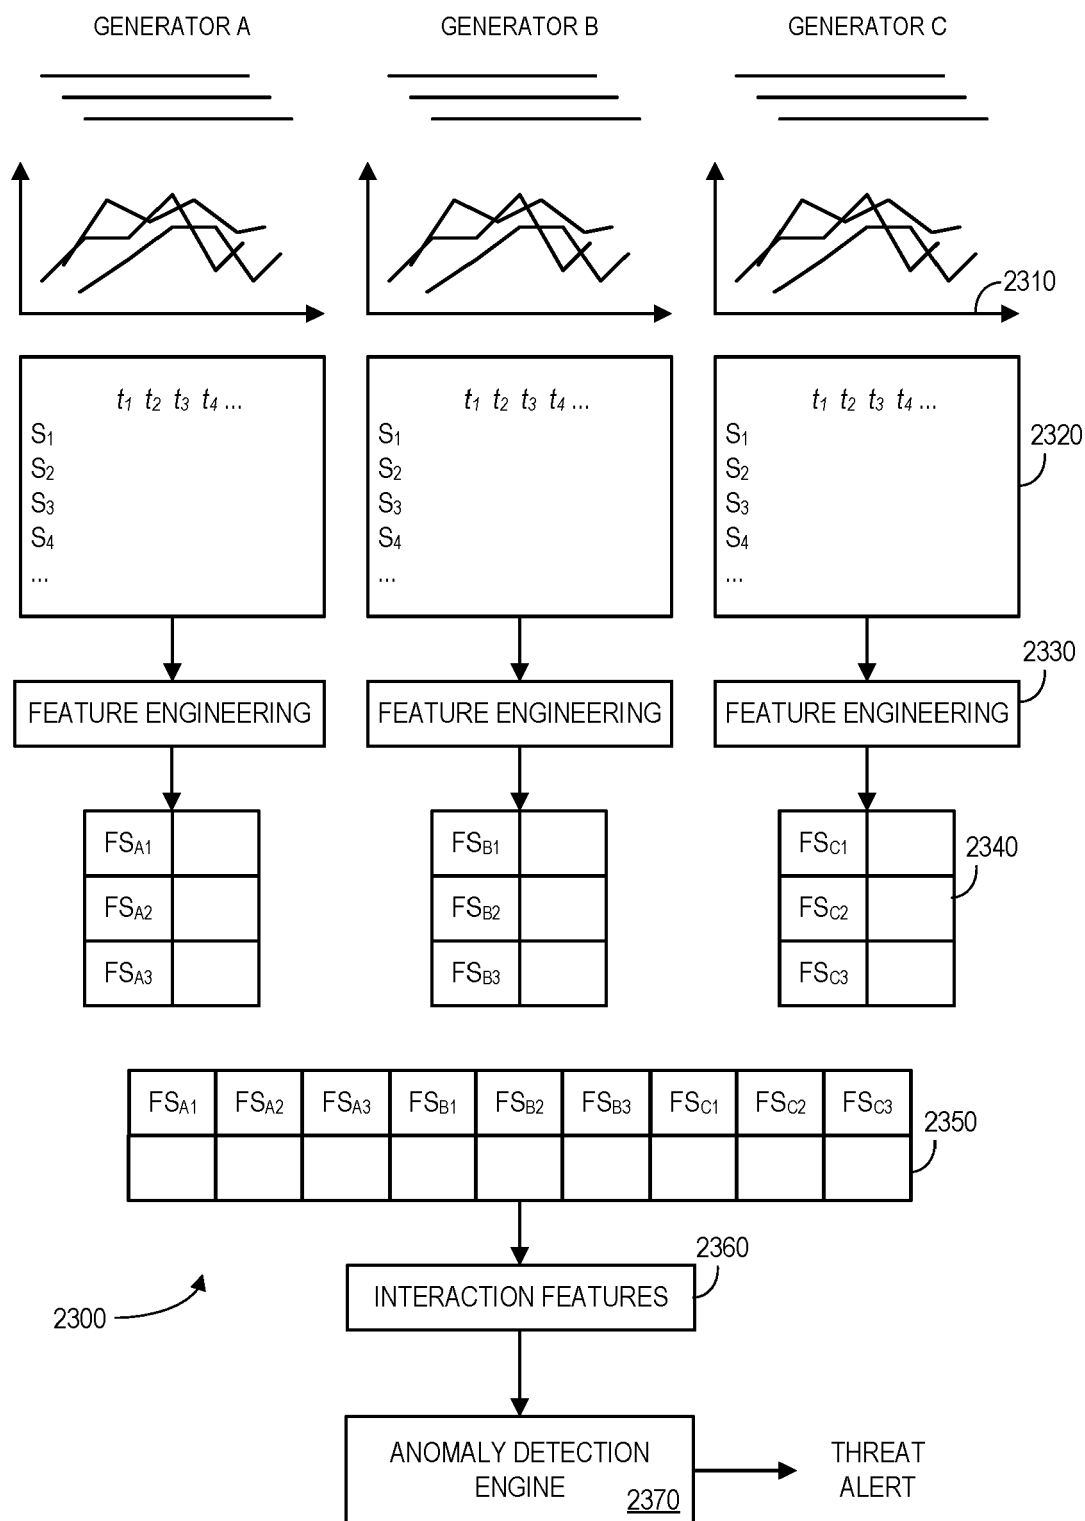 GENERATOR A GENERATOR B GENERATOR C
2310
t1 t2 t3 t4 ... t1 t2 t3 t4 ... t1 t2 t3 t4 ...
S1 S1 S1
2320
S2 S2 S2
S3 S3 S3
S4 S4 S4
... ... ...
2330
FEATURE ENGINEERING FEATURE ENGINEERING FEATURE ENGINEERING
FSA1 FSB1 FSC1
2340
FSA2 FSB2 FSC2
FSA3 FSB3 FSC3
FSA1 FSA2 FSA3 FSB1 FSB2 FSB3 FSC1 FSC2 FSC3
2350
2360
INTERACTION FEATURES
2300
ANOMALY DETECTION
ENGINE
2370
THREAT
ALERT